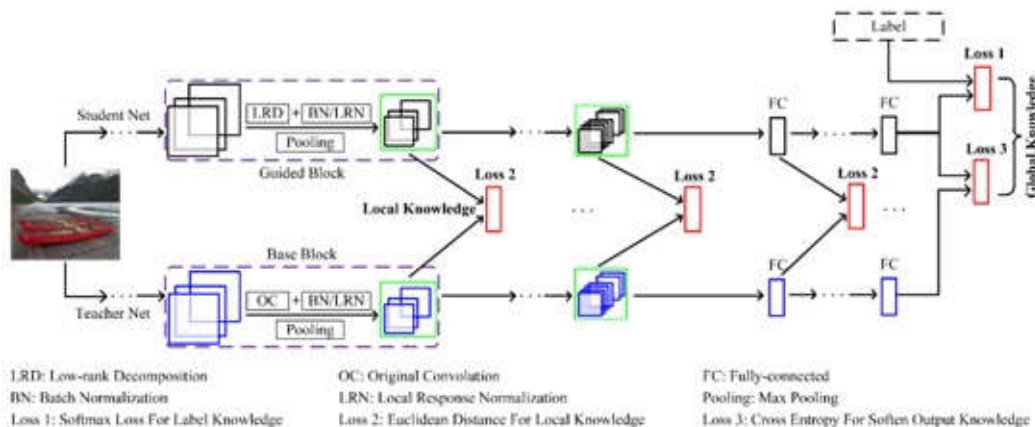 Label
Loss 1
Student Net
LRD + BN/LRN
Pooling
Guided Block
FC
FC
Loss 3
Global Knowledge
Loss 2
Loss 2
Loss 2
Local Knowledge
Base Block
FC
FC
Teacher Net
OC + BN/LRN
Pooling
LRD: Low-rank Decomposition
OC: Original Convolation
FC: Fully-connected
BN: Batch Normalization
LRN: Local Response Normalization
Pooling: Max Pooling
Loss 1: Softmax Loss For Label Knowledge
Loss 2: Euclidean Distance For Local Knowledge
Loss 3: Cross Entropy For Soften Output Knowledge